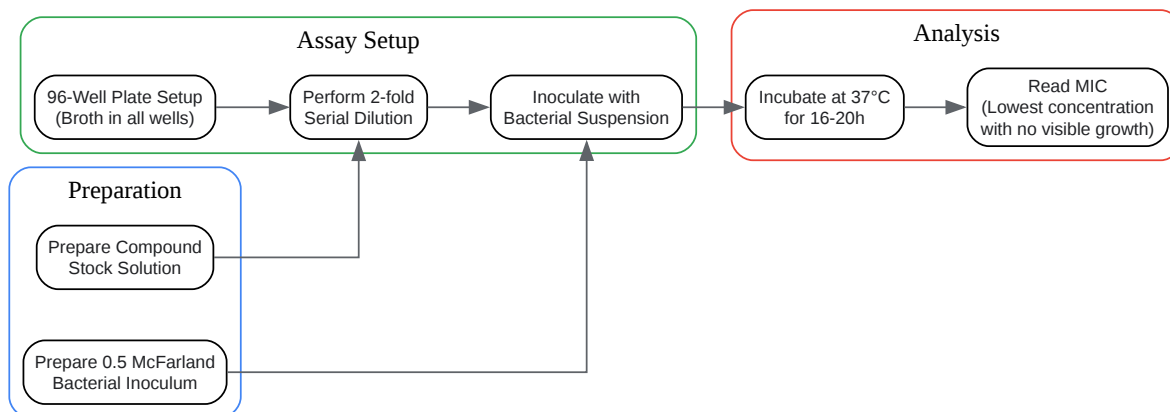 Assay Setup
96-Well Plate Setup
(Broth in all wells)
Perform 2-fold
Serial Dilution
Inoculate with
Bacterial Suspension
Analysis
Incubate at 37°C
for 16-20h
Read MIC
(Lowest concentration
with no visible growth)
Preparation
Prepare Compound
Stock Solution
Prepare 0.5 McFarland
Bacterial Inoculum